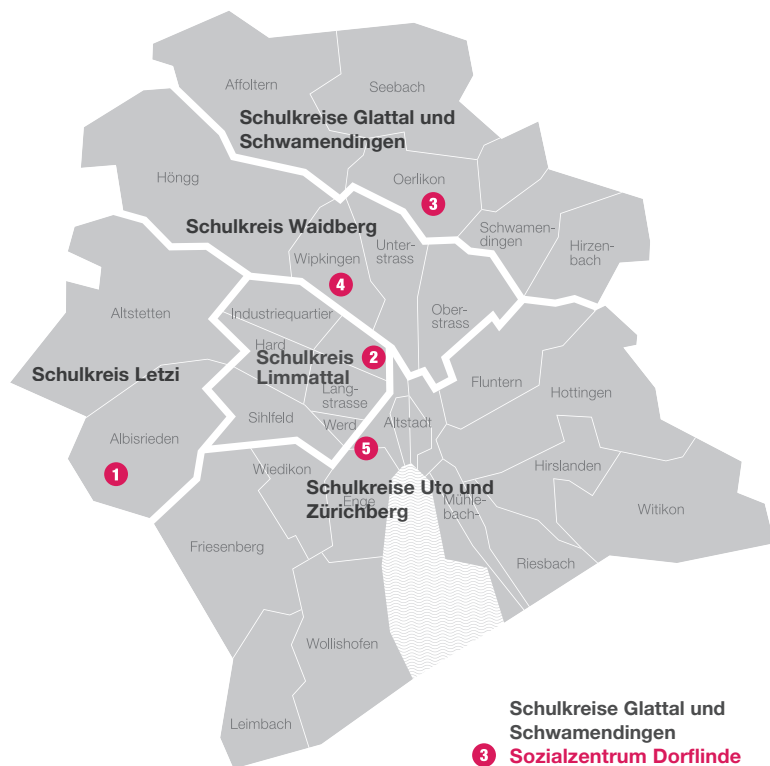 Affoltern
Seebach
Schulkreise Glattal und
Schwamendingen
Oerlikon
3
Höngg
Schulkreis Waidberg
Schwamen-
dingen
Hirzen-
bach
Wipkingen
4
Unter-
strass
Ober-
strass
Altstetten
Industriequartier
Hard
2
Schulkreis
Limmattal
Schulkreis Letzi
Lang-
strasse
Sihlfeld
Werd
Altstadt
Fluntern
Hottingen
Albisrieden
1
5
Wiedikon
Hirslanden
Schulkreise Uto und
Zürichberg
Enge
Mühle-
bach-
Witikon
Friesenberg
Riesbach
Wollishofen
Leimbach
Schulkreise Glattal und
Schwamendingen
3 Sozialzentrum Dorflinde